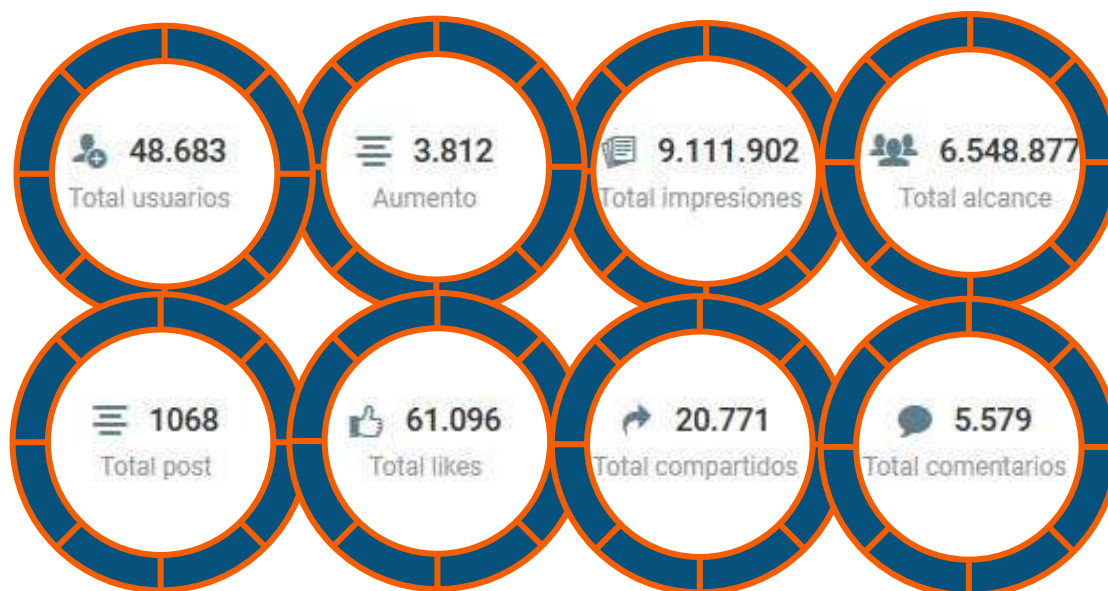 48.683
Total usuarios
3.812
Aumento
9.111.902
Total impresiones
6.548.877
Total alcance
1068
Total post
61.096
Total likes
20.771
Total compartidos
5.579
Total comentarios